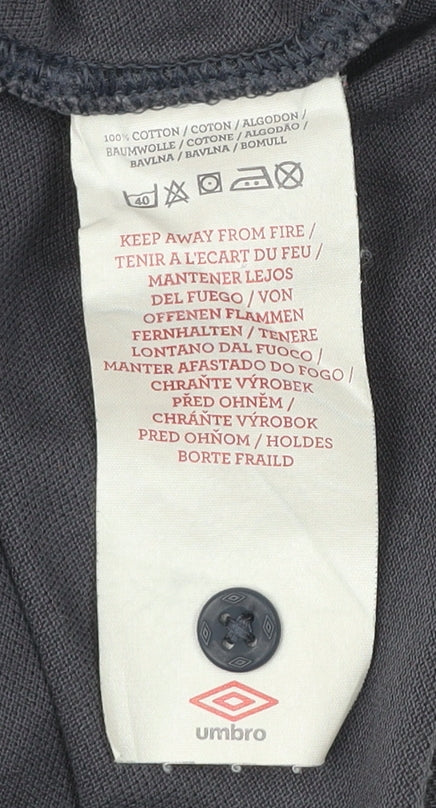 100% COTTON / COTON / ALGODON /
BAUMWOLLE / COTONE / ALGODÃO /
BAVLNA / BAVLNA / BOMULL
40
KEEP AWAY FROM FIRE /
TENIR A L'ECART DU FEU /
MANTENER LEJOS
DEL FUEGO / VON
OFFENEN FLAMMEN
FERNHALTEN / TENERE
LONTANO DAL FUOCO /
MANTER AFASTADO DO FOGO /
CHRAŇTE VÝROBEK
PŘED OHNĚM /
CHRÁŇTE VÝROBOK
PRED OHŇOM / HOLDES
BORTE FRAILD
umbro